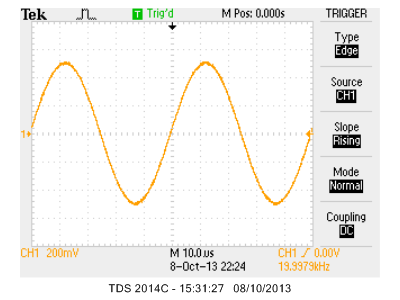 Tek T Trig'd M Pos: 0.000s TRIGGER
Type
Edge
Source
CH1
Slope
Rising
Mode
Normal
Coupling
DC
1
CH1 200mV M 10.0us CH1 / 0.00V
8-Oct-13 22:24 19.9979kHz
TDS 2014C - 15:31:27 08/10/2013